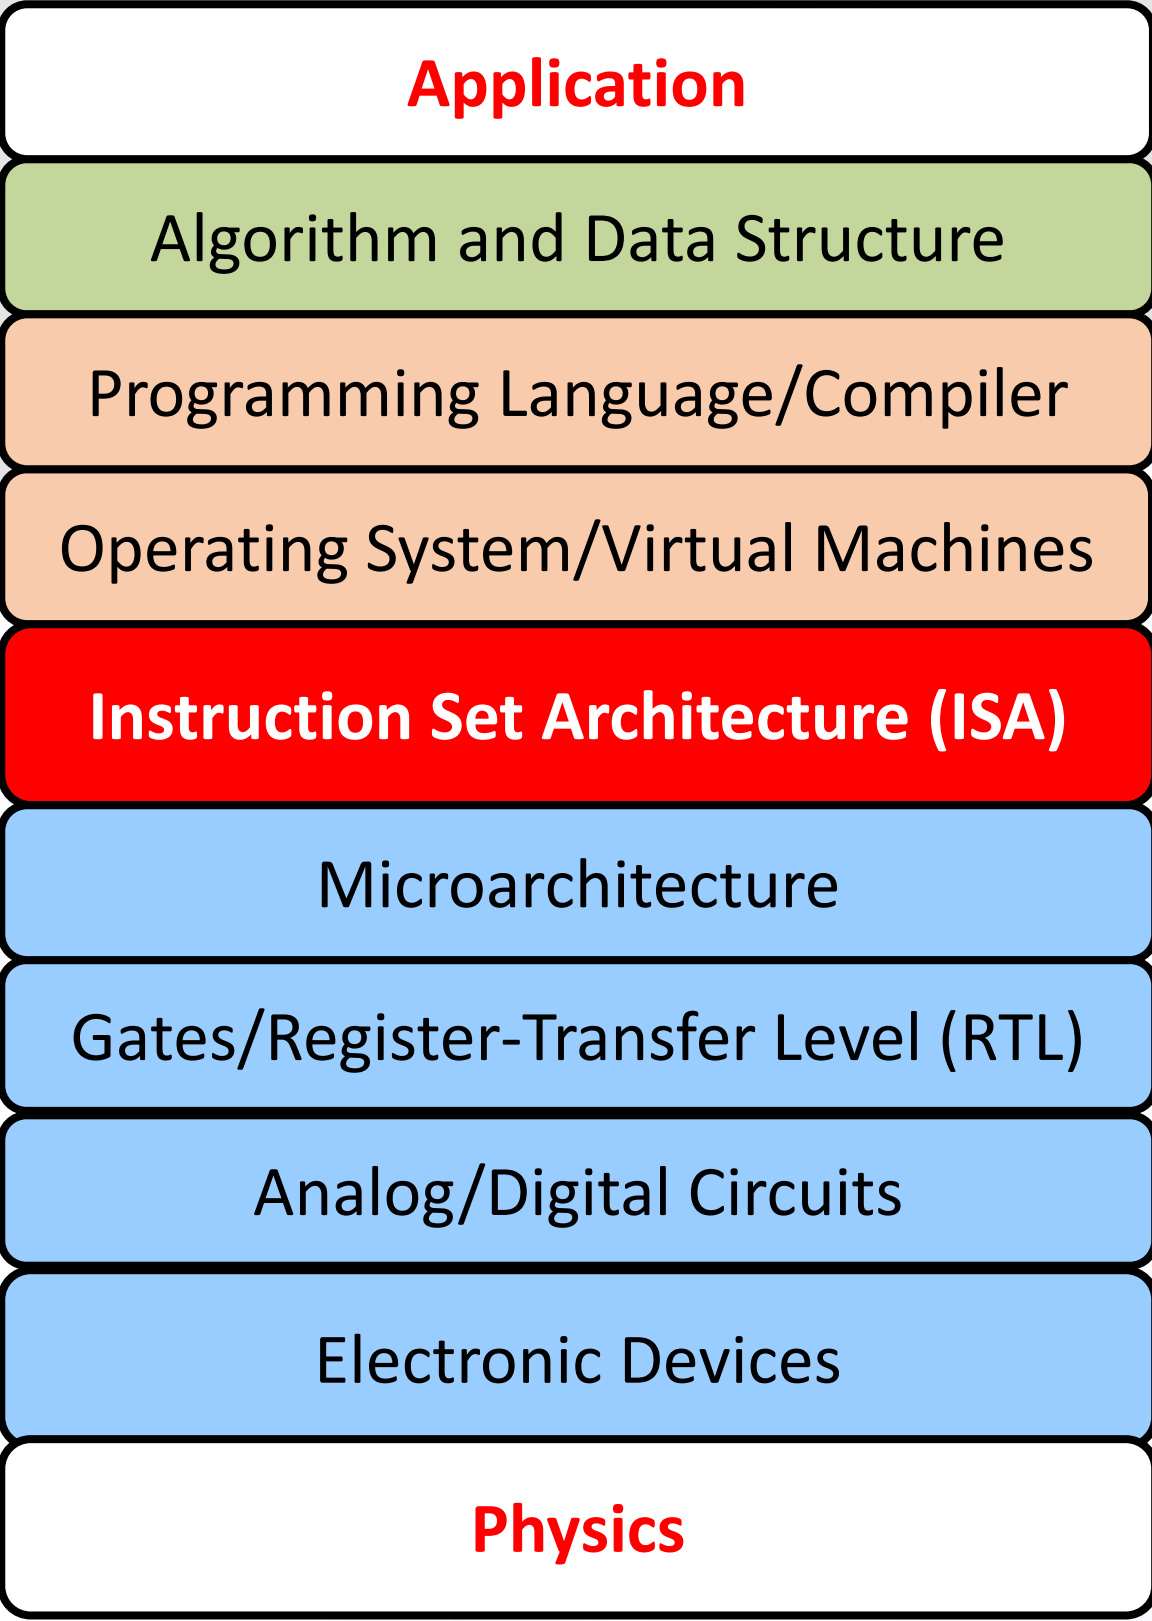 Application
Algorithm and Data Structure
Programming Language/Compiler
Operating System/Virtual Machines
Instruction Set Architecture (ISA)
Microarchitecture
Gates/Register-Transfer Level (RTL)
Analog/Digital Circuits
Electronic Devices
Physics